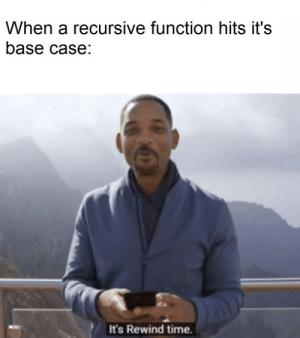 When a recursive function hits it's
base case:
It's Rewind time.